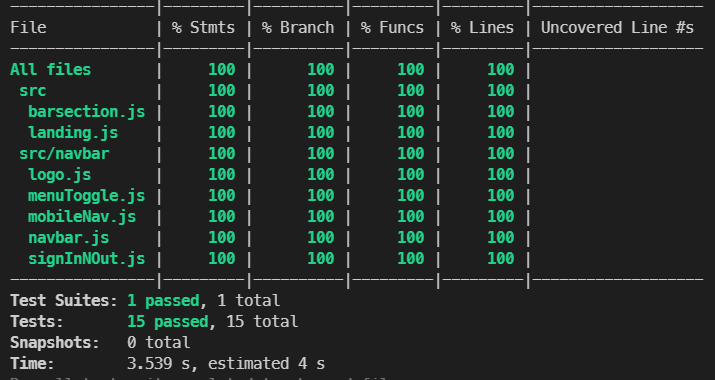 ---------------|---------|----------|---------|---------|-------------------
File           | % Stmts | % Branch | % Funcs | % Lines | Uncovered Line #s
---------------|---------|----------|---------|---------|-------------------
All files      |     100 |      100 |     100 |     100 |
 src           |     100 |      100 |     100 |     100 |
  barsection.js |     100 |      100 |     100 |     100 |
  landing.js   |     100 |      100 |     100 |     100 |
 src/navbar    |     100 |      100 |     100 |     100 |
  logo.js      |     100 |      100 |     100 |     100 |
  menuToggle.js |     100 |      100 |     100 |     100 |
  mobileNav.js |     100 |      100 |     100 |     100 |
  navbar.js    |     100 |      100 |     100 |     100 |
  signInNOut.js |     100 |      100 |     100 |     100 |
---------------|---------|----------|---------|---------|-------------------
Test Suites: 1 passed, 1 total
Tests:       15 passed, 15 total
Snapshots:   0 total
Time:        3.539 s, estimated 4 s